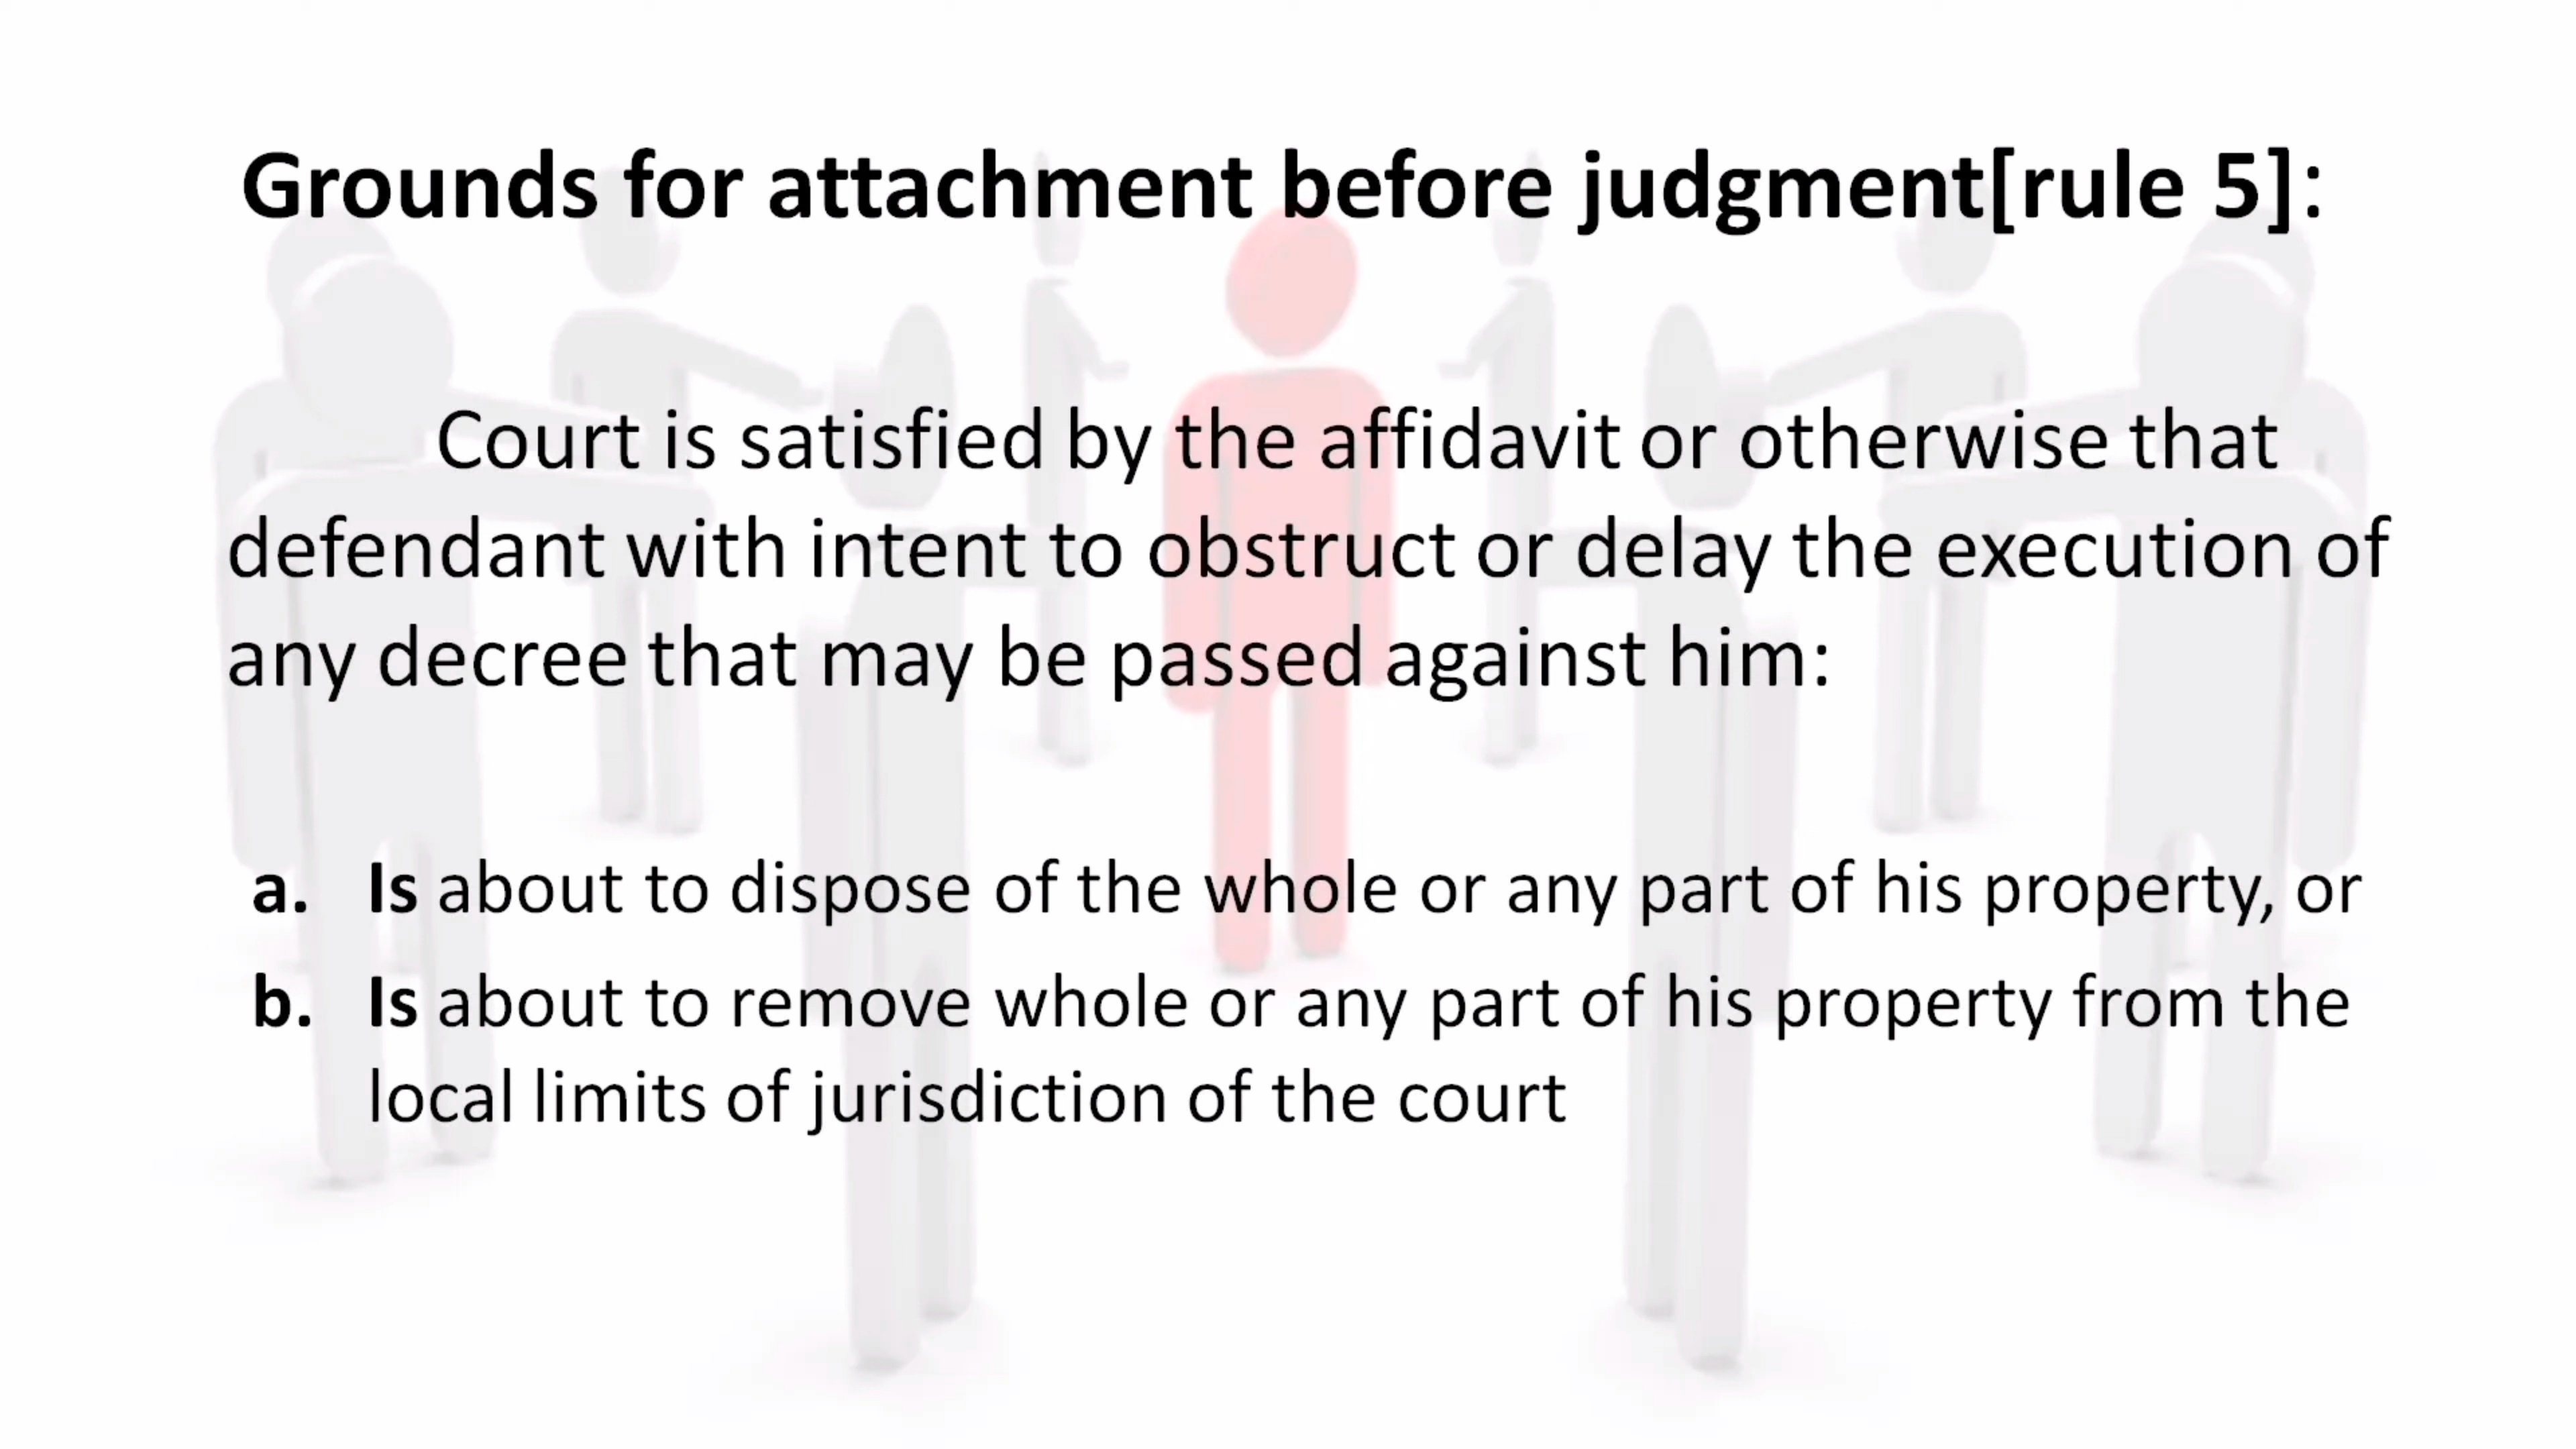 Grounds for attachment before judgment[rule 5]:
Court is satisfied by the affidavit or otherwise that
defendant with intent to obstruct or delay the execution of
any decree that may be passed against him:
a. Is about to dispose of the whole or any part of his property, or
b. Is about to remove whole or any part of his property from the
local limits of jurisdiction of the court